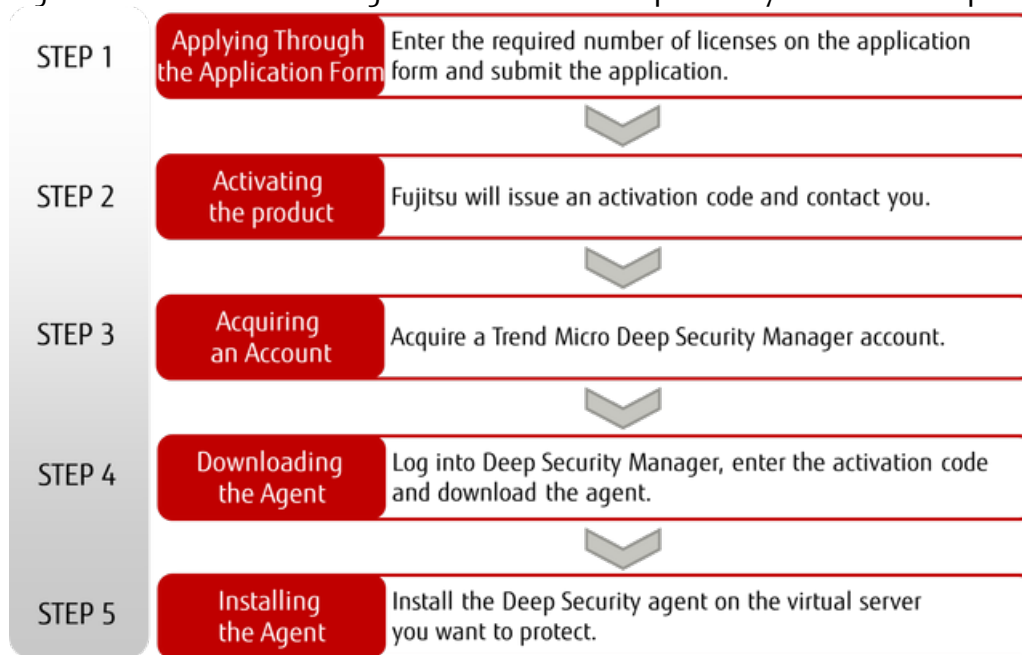 STEP 1
Applying Through
the Application Form
Enter the required number of licenses on the application
form and submit the application.
STEP 2
Activating
the product
Fujitsu will issue an activation code and contact you.
STEP 3
Acquiring
an Account
Acquire a Trend Micro Deep Security Manager account.
STEP 4
Downloading
the Agent
Log into Deep Security Manager, enter the activation code
and download the agent.
STEP 5
Installing
the Agent
Install the Deep Security agent on the virtual server
you want to protect.